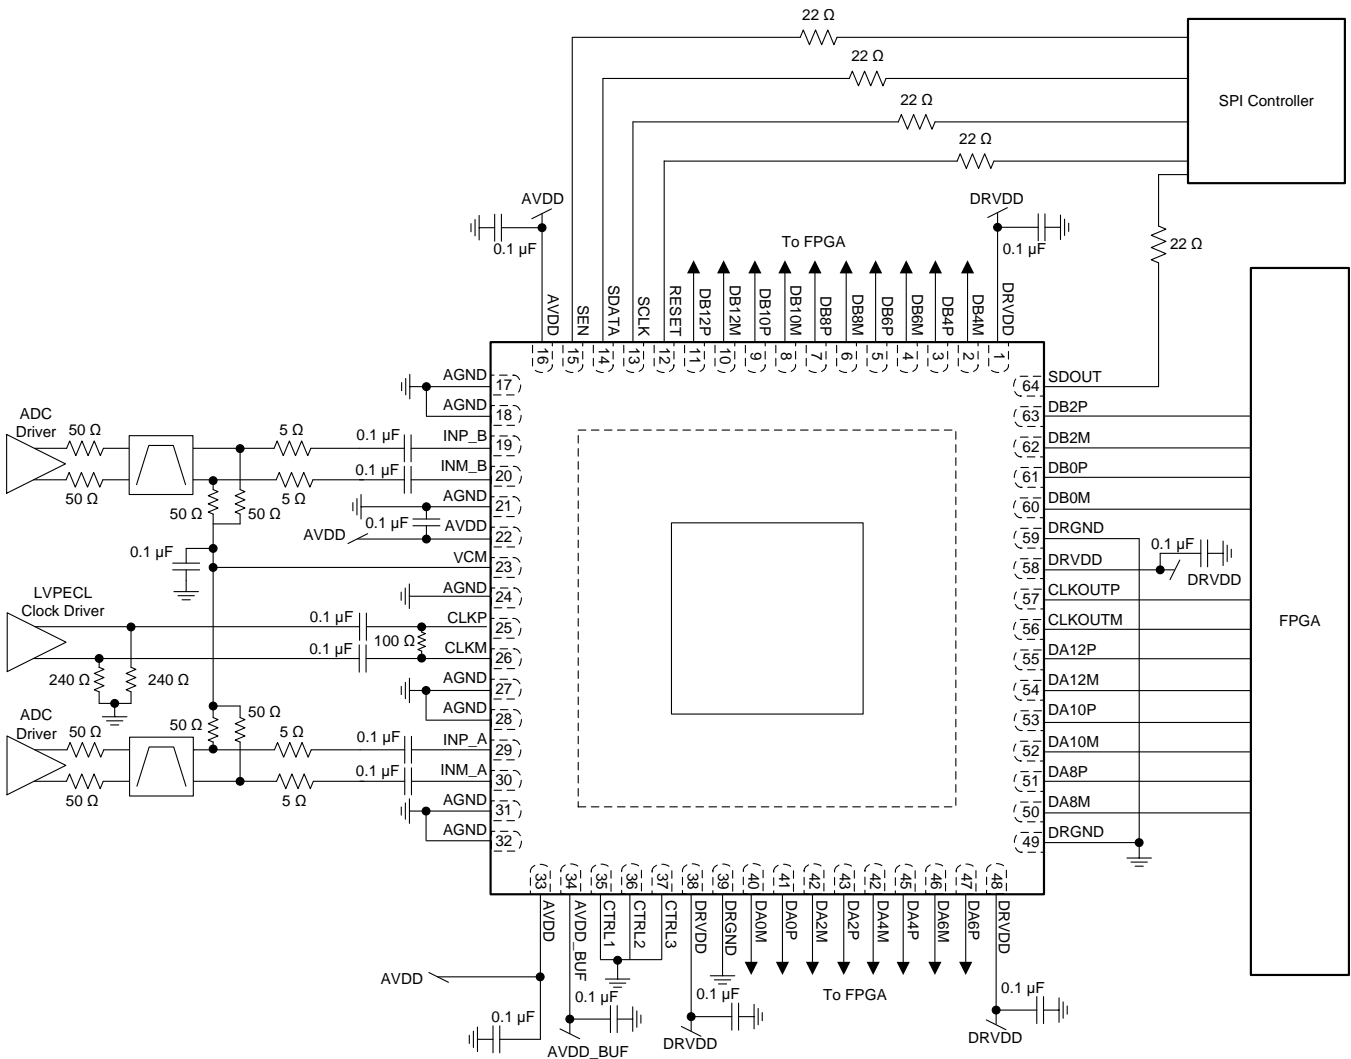 22 Ω
22 Ω
22 Ω
22 Ω
SPI Controller
22 Ω
AVDD
0.1 µF
To FPGA
DRVDD
0.1 µF
AVDD
SEN
SDATA
SCLK
RESET
DB12P
DB12M
DB10P
DB10M
DB8P
DB8M
DB6P
DB6M
DB4P
DB4M
DRVDD
16
15
14
13
12
11
10
9
8
7
6
5
4
3
2
1
AGND
17
AGND
18
ADC
Driver
50 Ω
5 Ω
0.1 µF
INP_B
19
0.1 µF
INM_B
20
50 Ω
5 Ω
50 Ω
50 Ω
AGND
21
0.1 µF
AVDD
AVDD
22
0.1 µF
VCM
23
AGND
24
LVPECL
Clock Driver
0.1 µF
CLKP
25
100 Ω
0.1 µF
CLKM
26
240 Ω
240 Ω
AGND
27
AGND
28
ADC
Driver
50 Ω
50 Ω
50 Ω
5 Ω
0.1 µF
INP_A
29
0.1 µF
INM_A
30
50 Ω
5 Ω
AGND
31
AGND
32
64
SDOUT
63
DB2P
62
DB2M
61
DB0P
60
DB0M
59
DRGND
58
DRVDD
0.1 µF
DRVDD
57
CLKOUTP
56
CLKOUTM
55
DA12P
54
DA12M
53
DA10P
52
DA10M
51
DA8P
50
DA8M
49
DRGND
FPGA
33
34
35
36
37
38
39
40
41
42
43
42
45
46
47
48
AVDD
AVDD_BUF
CTRL1
CTRL2
CTRL3
DRVDD
DRGND
DA0M
DA0P
DA2M
DA2P
DA4M
DA4P
DA6M
DA6P
DRVDD
AVDD
0.1 µF
0.1 µF
AVDD_BUF
0.1 µF
DRVDD
To FPGA
0.1 µF
DRVDD